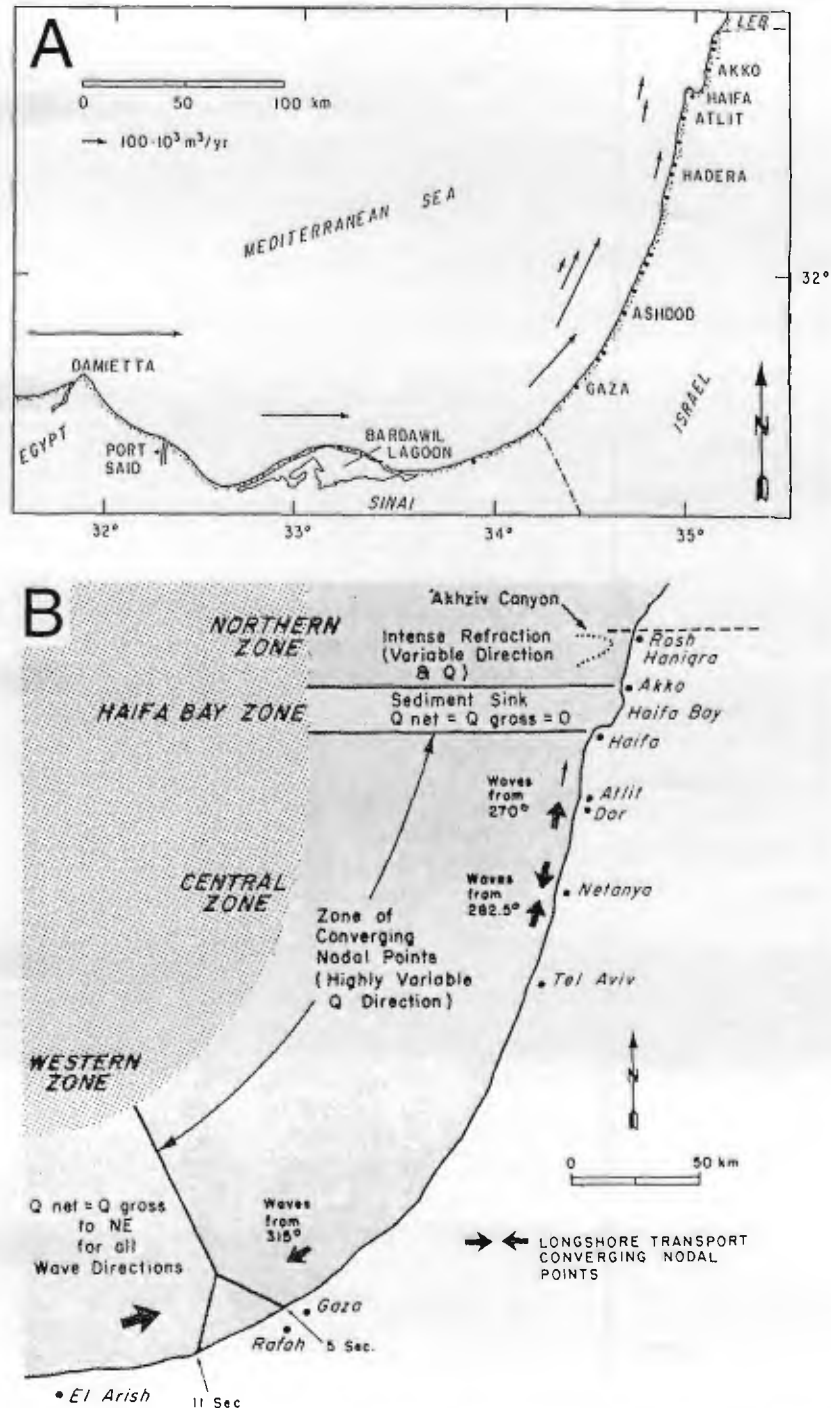 A
LEB
AKKO
HAIFA
ATLIT
0 50 100 km
100·10³ m³/yr
HADERA
MEDITERRANEAN SEA
32°
ASHDOD
DAMIETTA
GAZA
ISRAEL
N
EGYPT
PORT
SAID
BARDAWIL
LAGOON
SINAI
32° 33° 34° 35°
B
Akhziv Canyon
NORTHERN
ZONE
Intense Refraction
(Variable Direction
& Q)
Rosh
Haniqra
Akko
HAIFA BAY ZONE
Sediment Sink
Q net = Q gross = 0
Haifa Bay
Haifa
Waves
from
270°
Atlit
Dor
CENTRAL
ZONE
Waves
from
282.5°
Netanya
Zone of
Converging
Nodal Points
(Highly Variable
Q Direction)
Tel Aviv
WESTERN
ZONE
N
0 50 km
Q net = Q gross
to NE
for all
Wave Directions
Waves
from
315°
LONGSHORE TRANSPORT
CONVERGING NODAL
POINTS
Gaza
Rafah
5 Sec.
El Arish
11 Sec